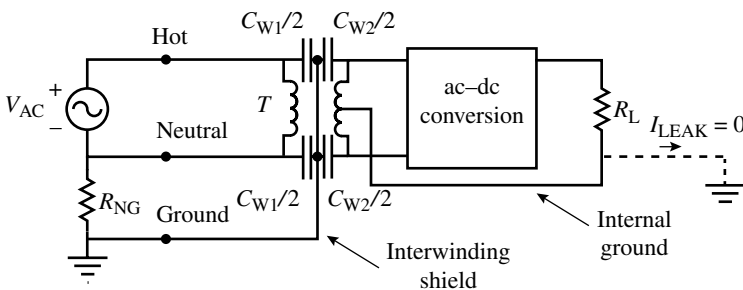 C_W1/2 C_W2/2
Hot
+
V_AC
−
T
ac–dc
conversion
R_L
I_LEAK = 0
Neutral
C_W1/2 C_W2/2
R_NG
Ground
Internal
ground
Interwinding
shield